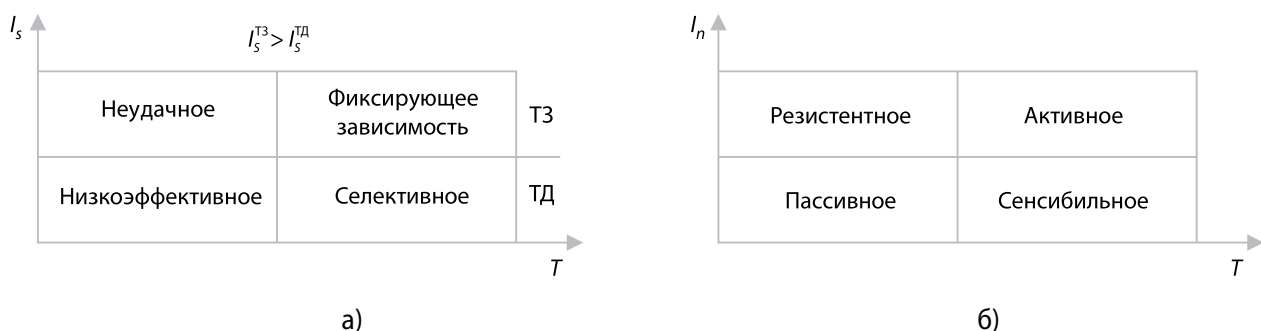 I_s
I_s^ТЗ > I_s^ТД
Неудачное
Фиксирующее
зависимость
ТЗ
Низкоэффективное
Селективное
ТД
T
а)
I_n
Резистентное
Активное
Пассивное
Сенсибильное
T
б)